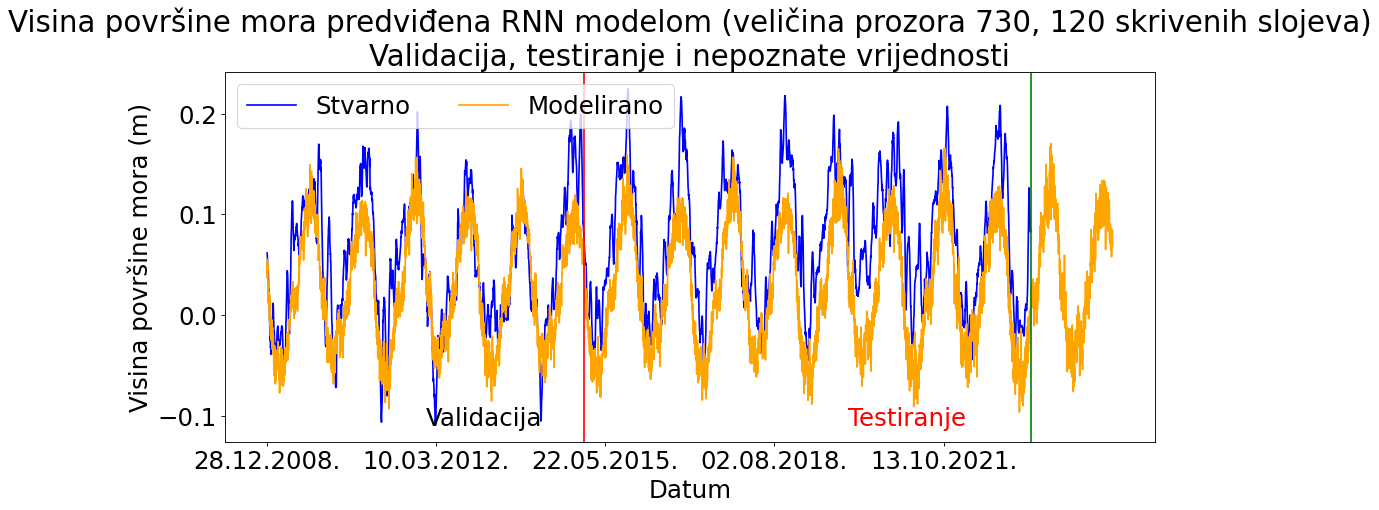 Visina površine mora predviđena RNN modelom (veličina prozora 730, 120 skrivenih slojeva)
Validacija, testiranje i nepoznate vrijednosti
Stvarno
Modelirano
Visina površine mora (m)
0.2
0.1
0.0
−0.1
Validacija
Testiranje
28.12.2008.
10.03.2012.
22.05.2015.
02.08.2018.
13.10.2021.
Datum